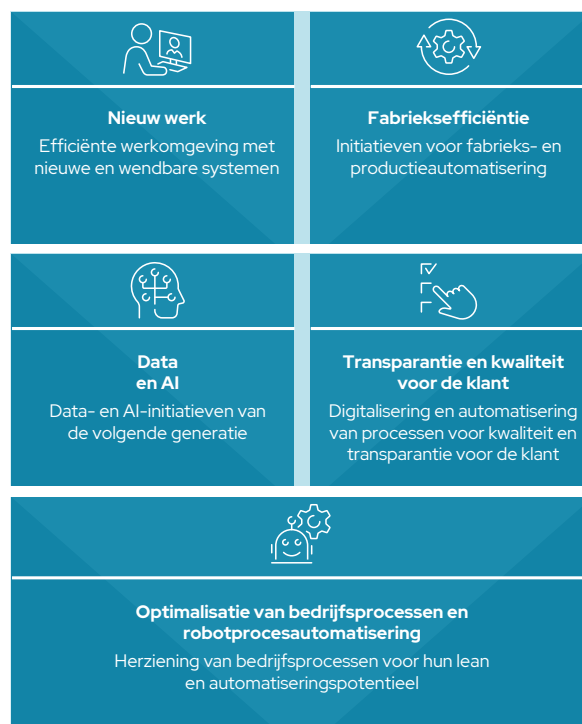 Nieuw werk
Efficiënte werkomgeving met
nieuwe en wendbare systemen
Fabrieksefficiëntie
Initiatieven voor fabrieks- en
productieautomatisering
Data
en AI
Data- en AI-initiatieven van
de volgende generatie
Transparantie en kwaliteit
voor de klant
Digitalisering en automatisering
van processen voor kwaliteit en
transparantie voor de klant
Optimalisatie van bedrijfsprocessen en
robotprocesautomatisering
Herziening van bedrijfsprocessen voor hun lean
en automatiseringspotentieel